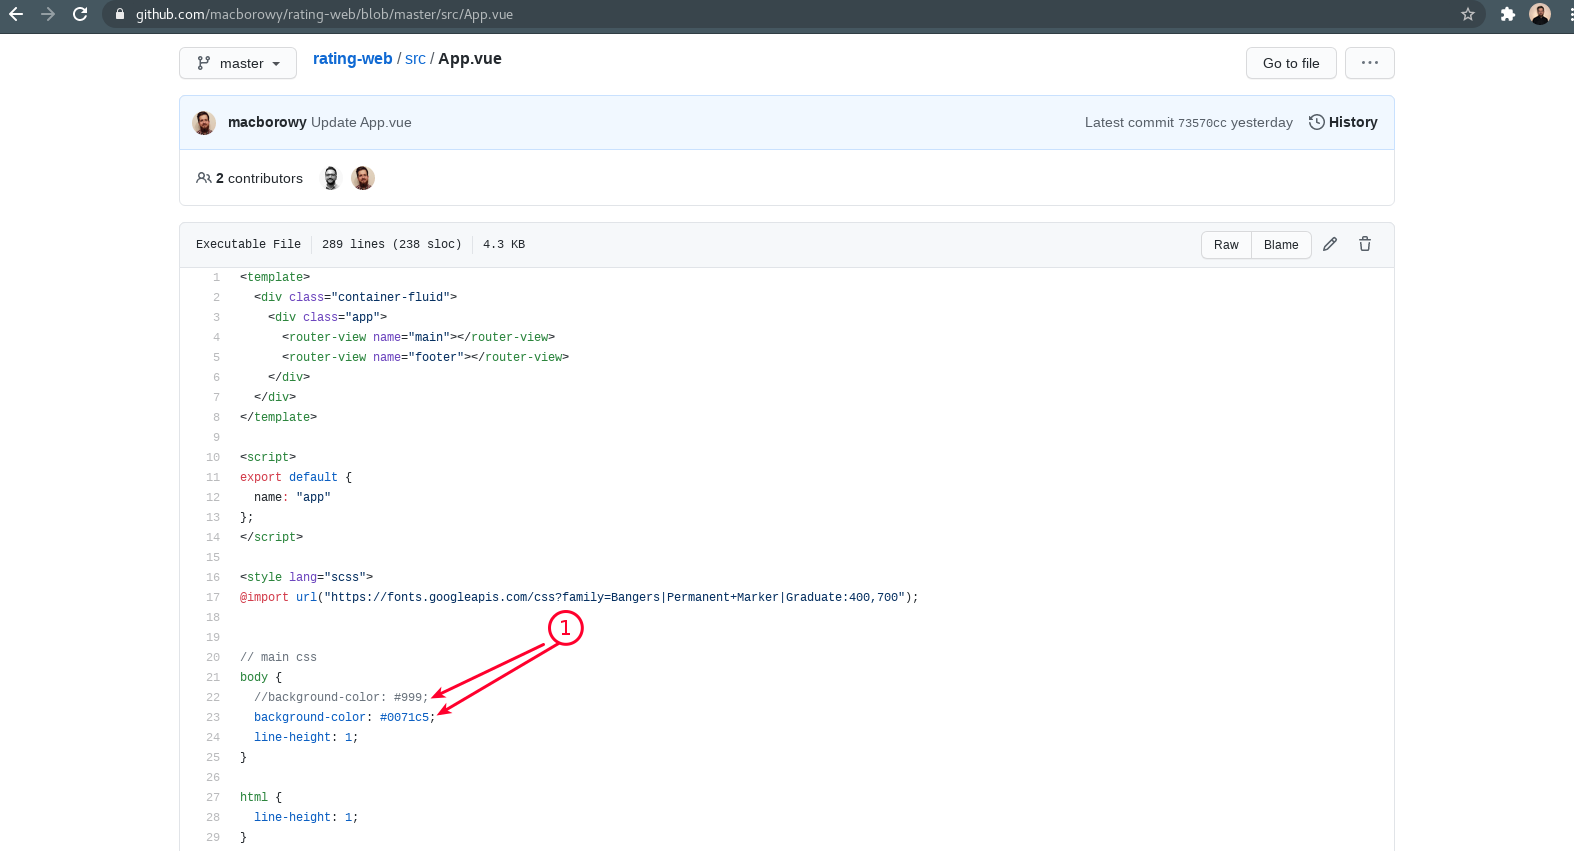 github.com/macborowy/rating-web/blob/master/src/App.vue
master
rating-web / src / App.vue
Go to file
...
macborowy Update App.vue
Latest commit 73570cc yesterday
History
2 contributors
Executable File
289 lines (238 sloc)
4.3 KB
Raw
Blame
1 <template>
2 <div class="container-fluid">
3 <div class="app">
4 <router-view name="main"></router-view>
5 <router-view name="footer"></router-view>
6 </div>
7 </div>
8 </template>
9
10 <script>
11 export default {
12 name: "app"
13 };
14 </script>
15
16 <style lang="scss">
17 @import url("https://fonts.googleapis.com/css?family=Bangers|Permanent+Marker|Graduate:400,700");
18
1
19
20 // main css
21 body {
22 //background-color: #999;
23 background-color: #0071c5;
24 line-height: 1;
25 }
26
27 html {
28 line-height: 1;
29 }